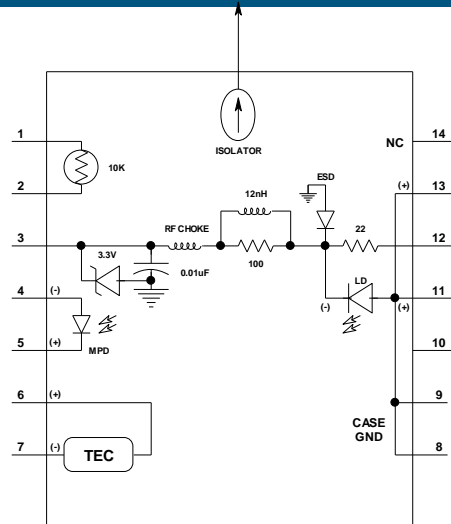 ISOLATOR
1
10K
2
NC
14
(+)
13
ESD
12nH
RF CHOKE
3
100
22
12
3.3V
0.01uF
4
(-)
LD
11
(-)
(+)
5
(+)
MPD
10
6
(+)
CASE
GND
9
7
(-)
TEC
8